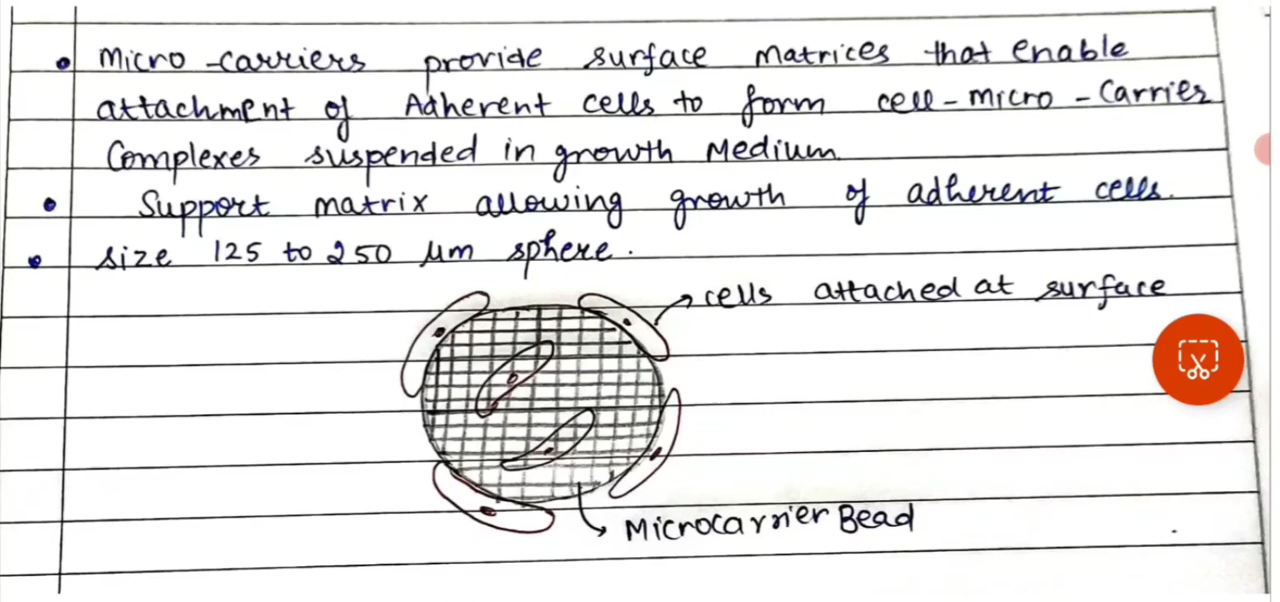 • Micro-carriers provide surface Matrices that enable
attachment of Adherent cells to form cell-micro-Carrier
Complexes suspended in growth Medium.
• Support matrix allowing growth of adherent cells.
• size 125 to 250 μm sphere.
cells attached at surface
Microcarrier Bead